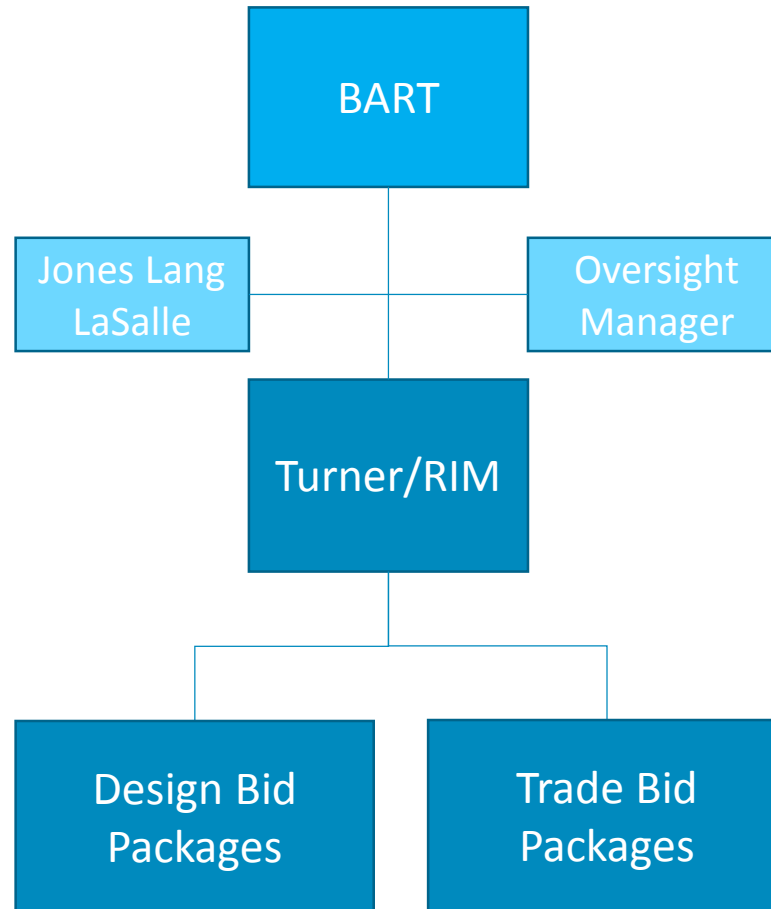 BART
Jones Lang
LaSalle
Oversight
Manager
Turner/RIM
Design Bid
Packages
Trade Bid
Packages